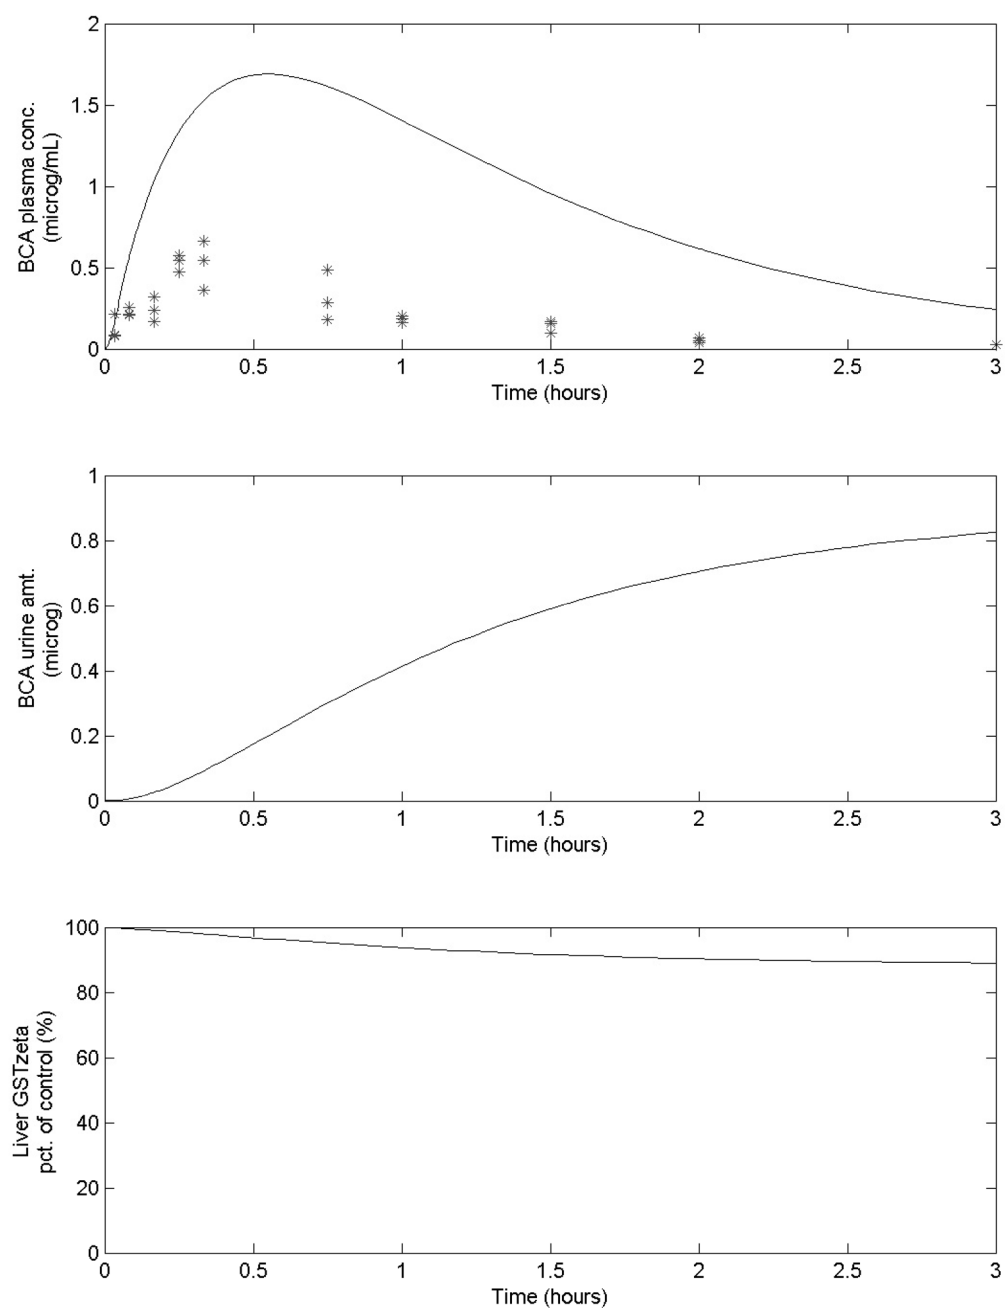 2
1.5
1
0.5
0
BCA plasma conc.
(microg/mL)
0 0.5 1 1.5 2 2.5 3
Time (hours)
1
0.8
0.6
0.4
0.2
0
BCA urine amt.
(microg)
0 0.5 1 1.5 2 2.5 3
Time (hours)
100
80
60
40
20
0
Liver GSTzeta
pct. of control (%)
0 0.5 1 1.5 2 2.5 3
Time (hours)